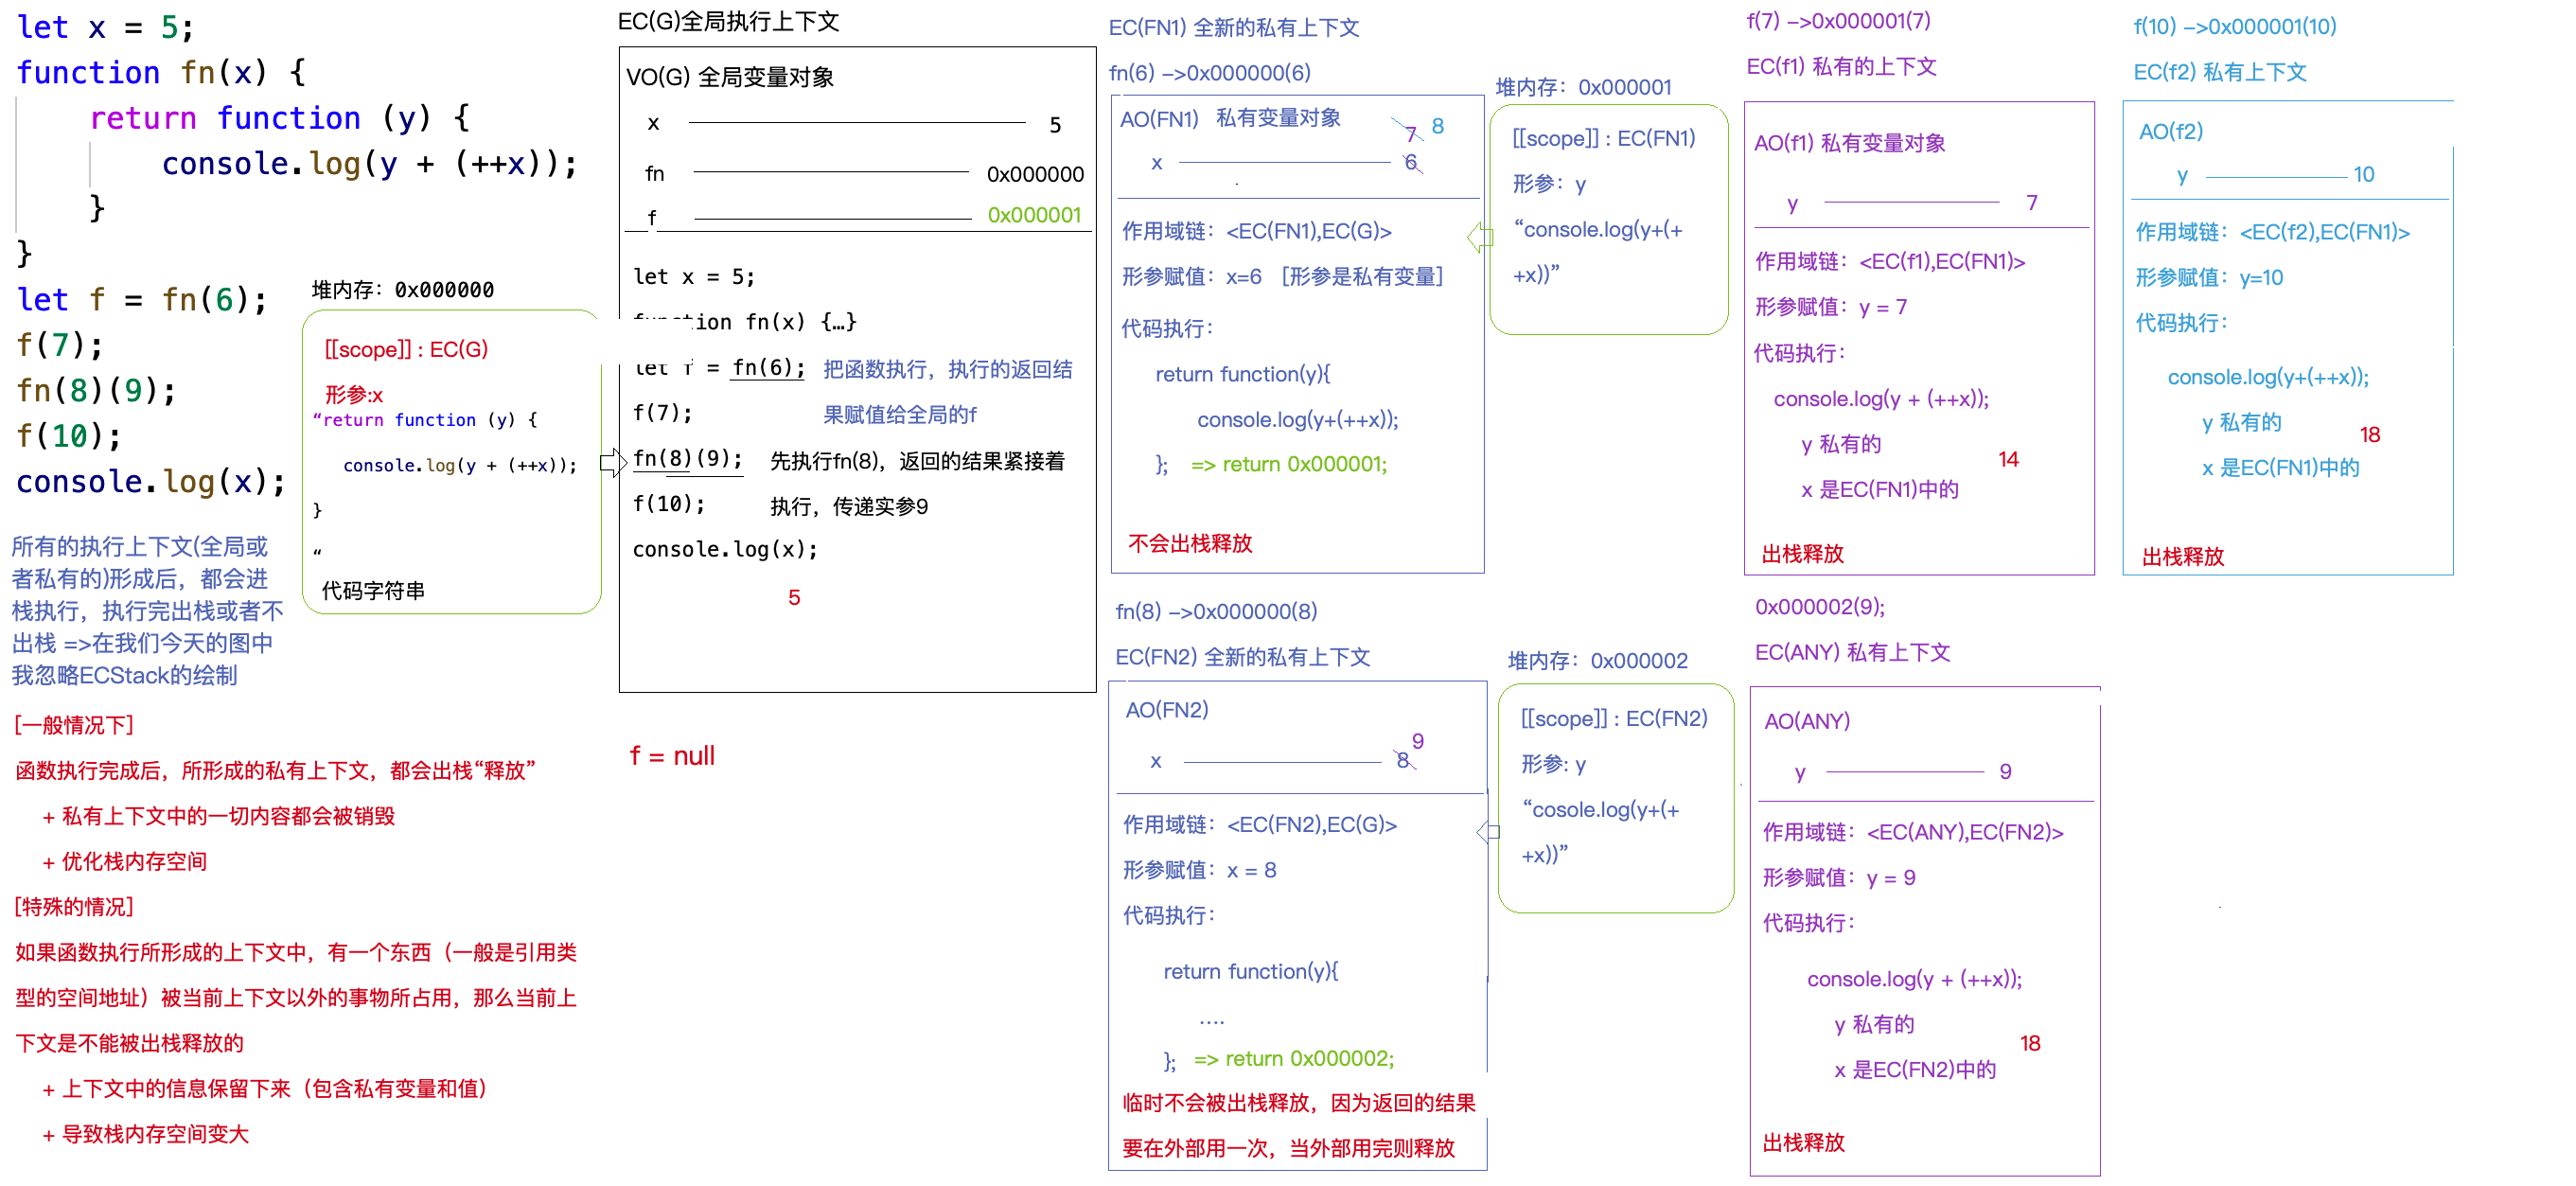 let x = 5;
function fn(x) {
return function (y) {
console.log(y + (++x));
}
}
let f = fn(6);
f(7);
fn(8)(9);
f(10);
console.log(x);
所有的执行上下文(全局或
者私有的)形成后，都会进
栈执行，执行完出栈或者不
出栈 =>在我们今天的图中
我忽略ECStack的绘制
[一般情况下]
函数执行完成后，所形成的私有上下文，都会出栈“释放”
+ 私有上下文中的一切内容都会被销毁
+ 优化栈内存空间
[特殊的情况]
如果函数执行所形成的上下文中，有一个东西（一般是引用类
型的空间地址）被当前上下文以外的事物所占用，那么当前上
下文是不能被出栈释放的
+ 上下文中的信息保留下来（包含私有变量和值）
+ 导致栈内存空间变大
堆内存：0x000000
[[scope]] : EC(G)
形参:x
“return function (y) {
console.log(y + (++x));
}
“
代码字符串
EC(G)全局执行上下文
VO(G) 全局变量对象
x 5
fn 0x000000
f 0x000001
let x = 5;
function fn(x) {…}
let f = fn(6); 把函数执行，执行的返回结
f(7); 果赋值给全局的f
fn(8)(9); 先执行fn(8)，返回的结果紧接着
f(10); 执行，传递实参9
console.log(x);
5
f = null
EC(FN1) 全新的私有上下文
fn(6) –>0x000000(6)
AO(FN1) 私有变量对象
7 8
x 6
作用域链：<EC(FN1),EC(G)>
形参赋值：x=6 [形参是私有变量]
代码执行：
return function(y){
console.log(y+(++x));
}; => return 0x000001;
不会出栈释放
堆内存：0x000001
[[scope]] : EC(FN1)
形参：y
“console.log(y+(+
+x))”
f(7) –>0x000001(7)
EC(f1) 私有的上下文
AO(f1) 私有变量对象
y 7
作用域链：<EC(f1),EC(FN1)>
形参赋值：y = 7
代码执行：
console.log(y + (++x));
y 私有的
14
x 是EC(FN1)中的
出栈释放
f(10) –>0x000001(10)
EC(f2) 私有上下文
AO(f2)
y 10
作用域链：<EC(f2),EC(FN1)>
形参赋值：y=10
代码执行：
console.log(y+(++x));
y 私有的
18
x 是EC(FN1)中的
出栈释放
fn(8) –>0x000000(8)
EC(FN2) 全新的私有上下文
AO(FN2)
9
x 8
作用域链：<EC(FN2),EC(G)>
形参赋值：x = 8
代码执行：
return function(y){
....
}; => return 0x000002;
临时不会被出栈释放，因为返回的结果
要在外部用一次，当外部用完则释放
堆内存：0x000002
[[scope]] : EC(FN2)
形参: y
“cosole.log(y+(+
+x))”
0x000002(9);
EC(ANY) 私有上下文
AO(ANY)
y 9
作用域链：<EC(ANY),EC(FN2)>
形参赋值：y = 9
代码执行：
console.log(y + (++x));
y 私有的
18
x 是EC(FN2)中的
出栈释放